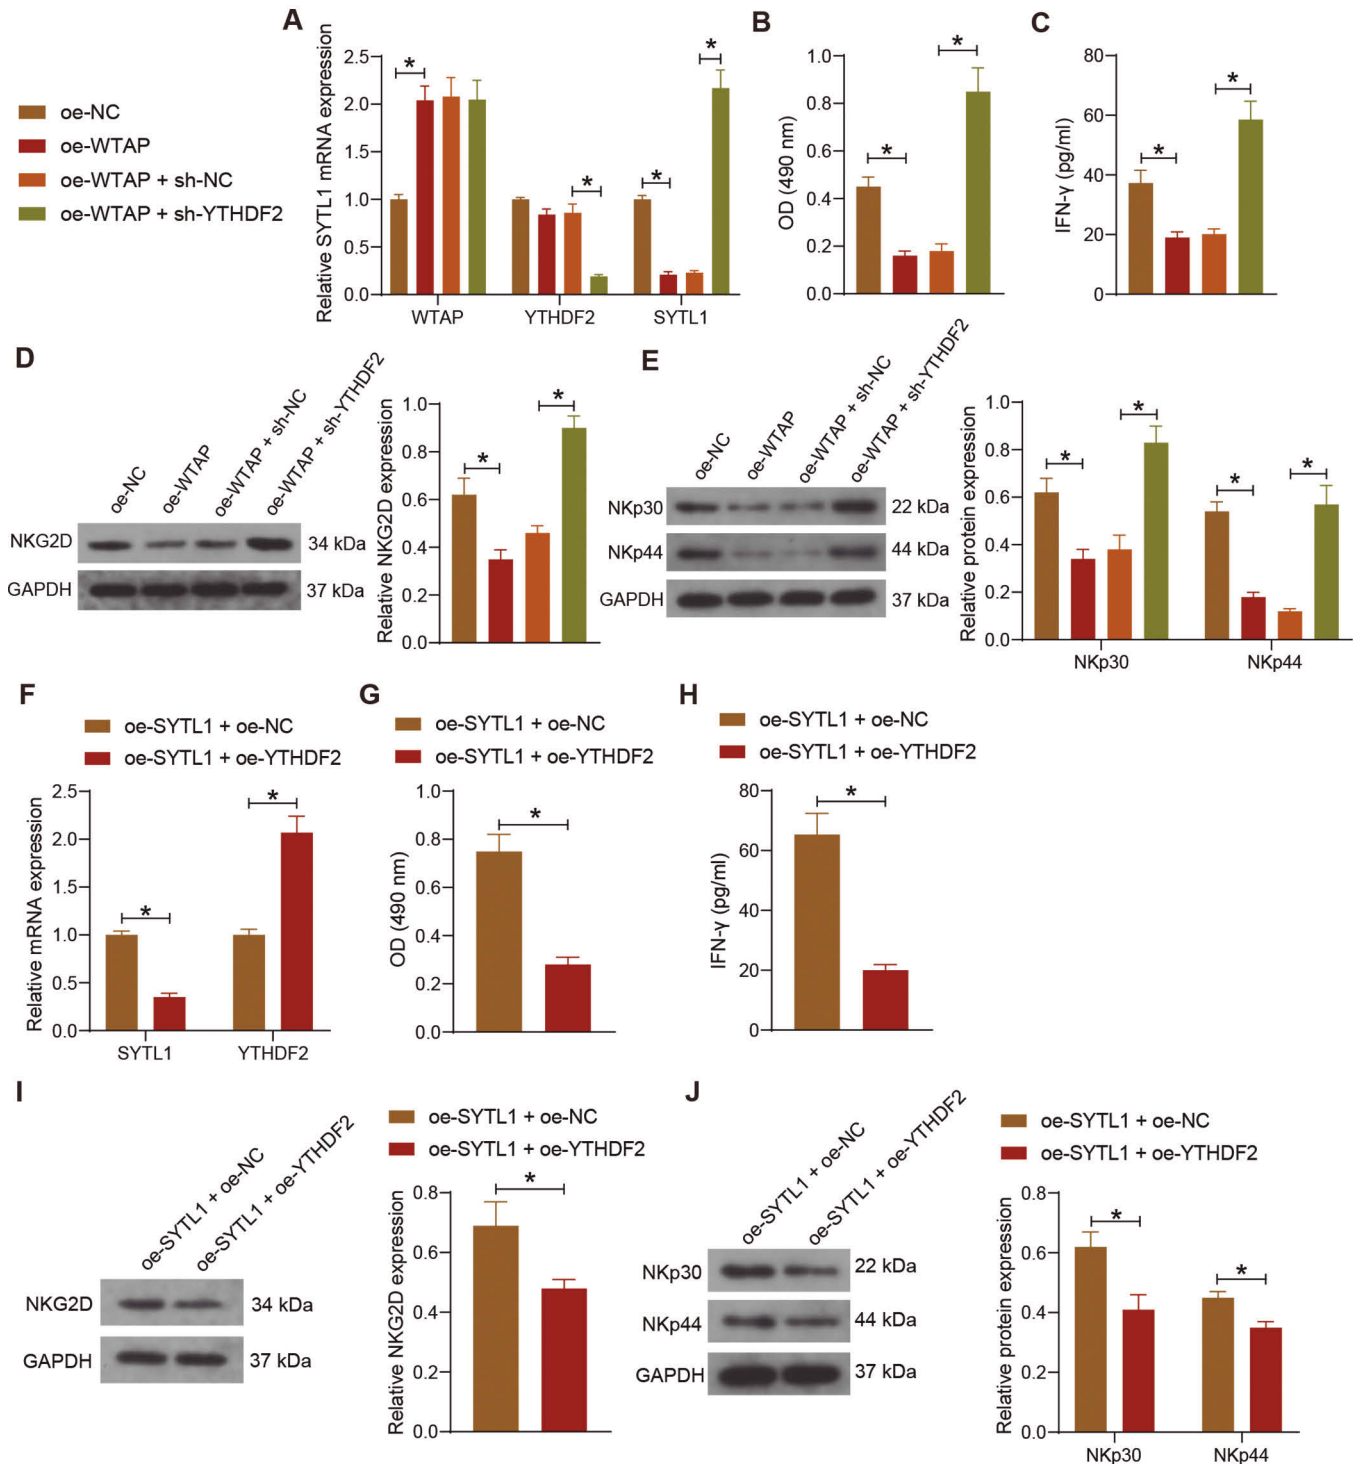 A
B
C
oe-NC
oe-WTAP
oe-WTAP + sh-NC
oe-WTAP + sh-YTHDF2
Relative SYTL1 mRNA expression
2.5
2.0
1.5
1.0
0.5
0.0
*
*
*
*
WTAP
YTHDF2
SYTL1
OD (490 nm)
1.0
0.8
0.6
0.4
0.2
0.0
*
*
IFN-γ (pg/ml)
80
60
40
20
0
*
*
D
oe-NC
oe-WTAP
oe-WTAP + sh-NC
oe-WTAP + sh-YTHDF2
NKG2D
34 kDa
GAPDH
37 kDa
Relative NKG2D expression
1.0
0.8
0.6
0.4
0.2
0.0
*
*
E
oe-NC
oe-WTAP
oe-WTAP + sh-NC
oe-WTAP + sh-YTHDF2
NKp30
22 kDa
NKp44
44 kDa
GAPDH
37 kDa
Relative protein expression
1.0
0.8
0.6
0.4
0.2
0.0
*
*
*
*
NKp30
NKp44
F
oe-SYTL1 + oe-NC
oe-SYTL1 + oe-YTHDF2
Relative mRNA expression
2.5
2.0
1.5
1.0
0.5
0.0
*
*
SYTL1
YTHDF2
G
oe-SYTL1 + oe-NC
oe-SYTL1 + oe-YTHDF2
OD (490 nm)
1.0
0.8
0.6
0.4
0.2
0.0
*
H
oe-SYTL1 + oe-NC
oe-SYTL1 + oe-YTHDF2
IFN-γ (pg/ml)
80
60
40
20
0
*
I
oe-SYTL1 + oe-NC
oe-SYTL1 + oe-YTHDF2
NKG2D
34 kDa
GAPDH
37 kDa
oe-SYTL1 + oe-NC
oe-SYTL1 + oe-YTHDF2
Relative NKG2D expression
0.8
0.6
0.4
0.2
0.0
*
J
oe-SYTL1 + oe-NC
oe-SYTL1 + oe-YTHDF2
NKp30
22 kDa
NKp44
44 kDa
GAPDH
37 kDa
oe-SYTL1 + oe-NC
oe-SYTL1 + oe-YTHDF2
Relative protein expression
0.8
0.6
0.4
0.2
0.0
*
*
NKp30
NKp44